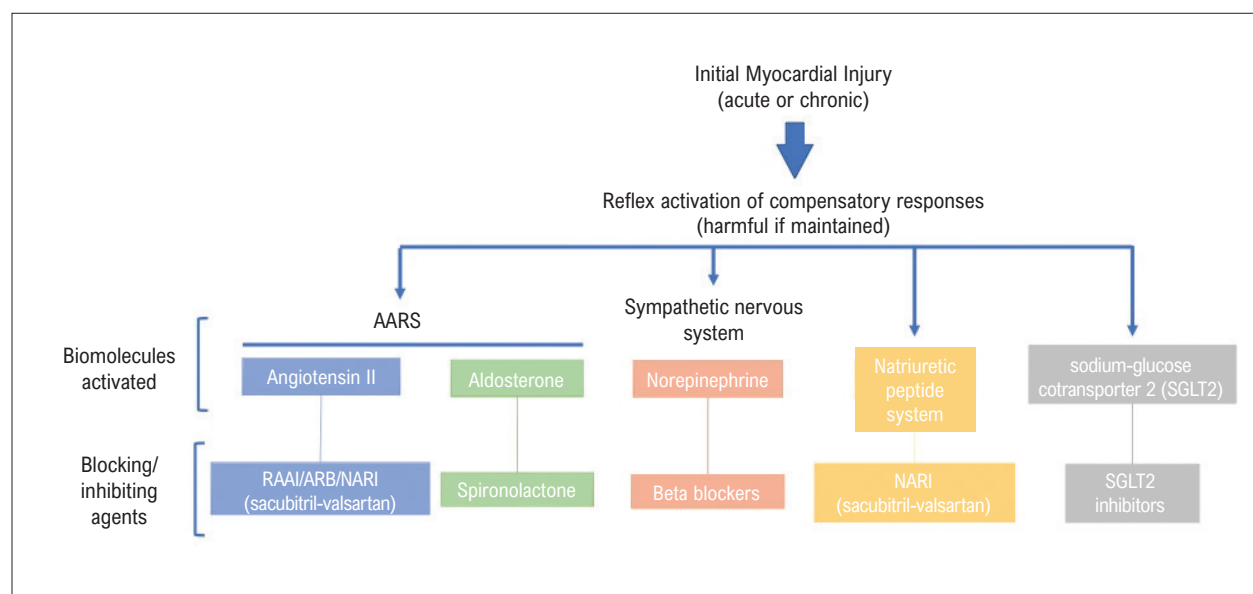 Initial Myocardial Injury
(acute or chronic)
Reflex activation of compensatory responses
(harmful if maintained)
AARS
Sympathetic nervous
system
Biomolecules
activated
Angiotensin II
Aldosterone
Norepinephrine
Natriuretic
peptide
system
sodium-glucose
cotransporter 2 (SGLT2)
Blocking/
inhibiting
agents
RAAI/ARB/NARI
(sacubitril-valsartan)
Spironolactone
Beta blockers
NARI
(sacubitril-valsartan)
SGLT2
inhibitors